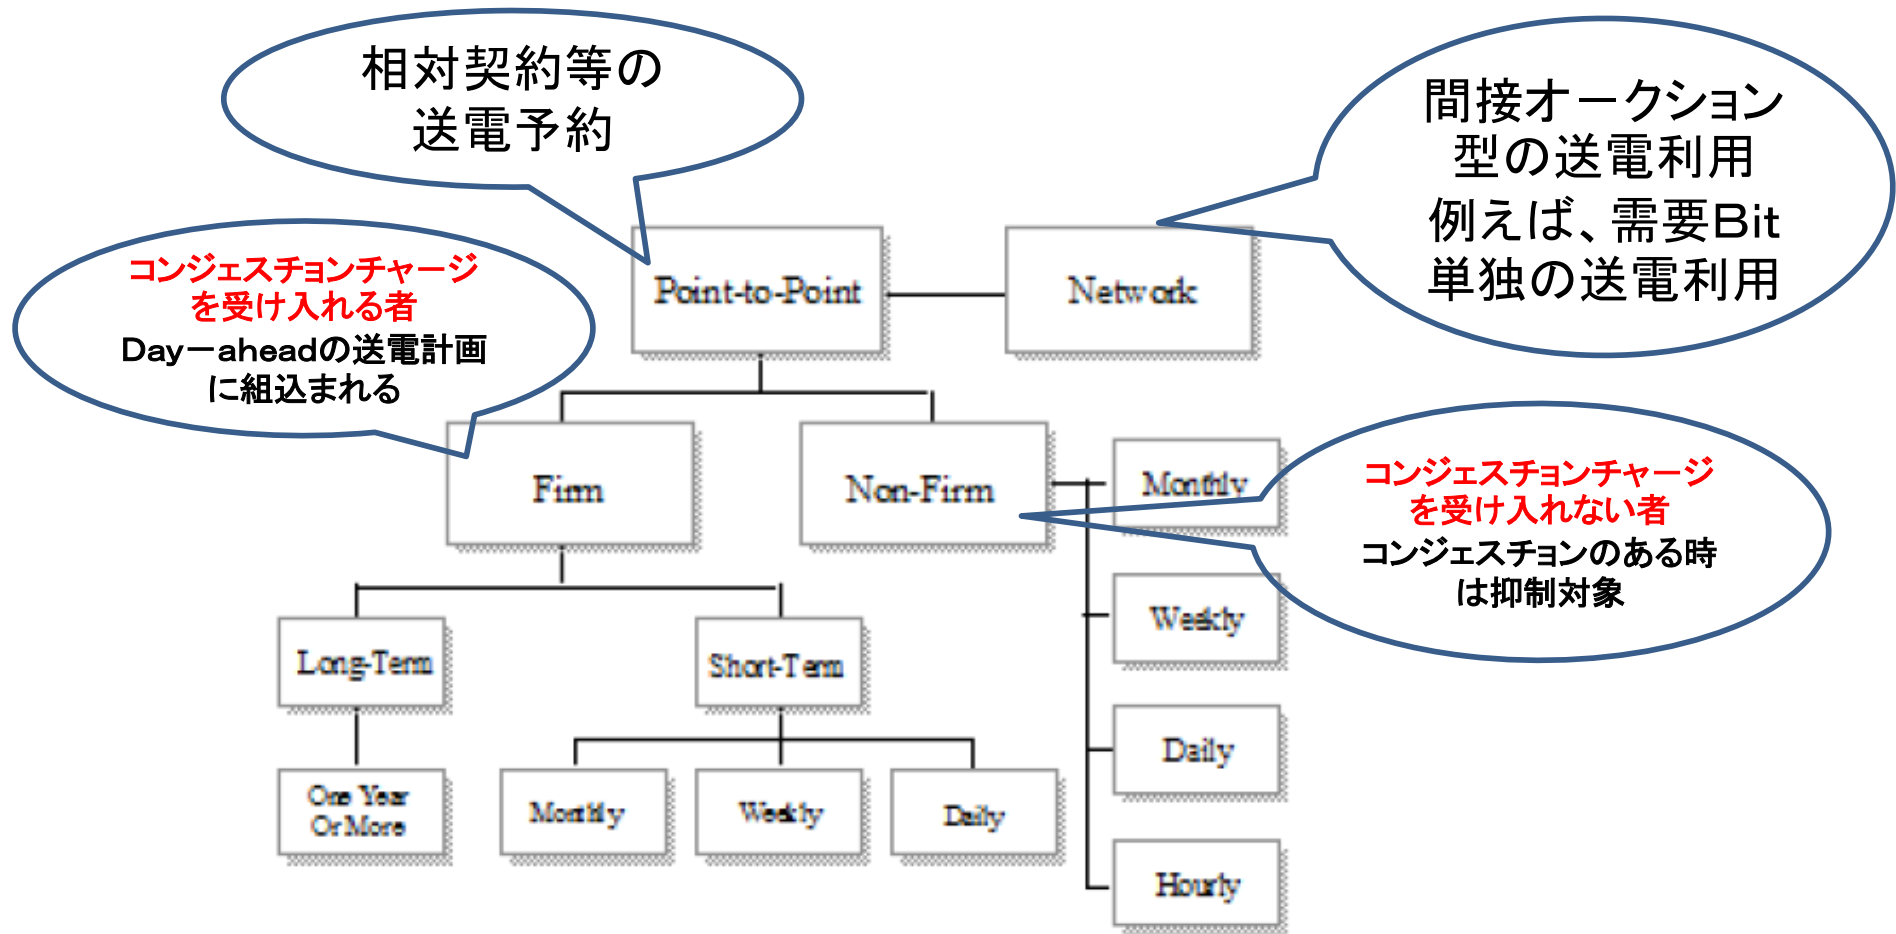 相対契約等の
送電予約
間接オークション
型の送電利用
例えば、需要Bit
単独の送電利用
コンジェスチョンチャージ
を受け入れる者
Day－aheadの送電計画
に組込まれる
Point-to-Point
Network
Firm
Non-Firm
コンジェスチョンチャージ
を受け入れない者
コンジェスチョンのある時
は抑制対象
Monthly
Weekly
Daily
Hourly
Long-Term
Short-Term
One Year
Or More
Monthly
Weekly
Daily